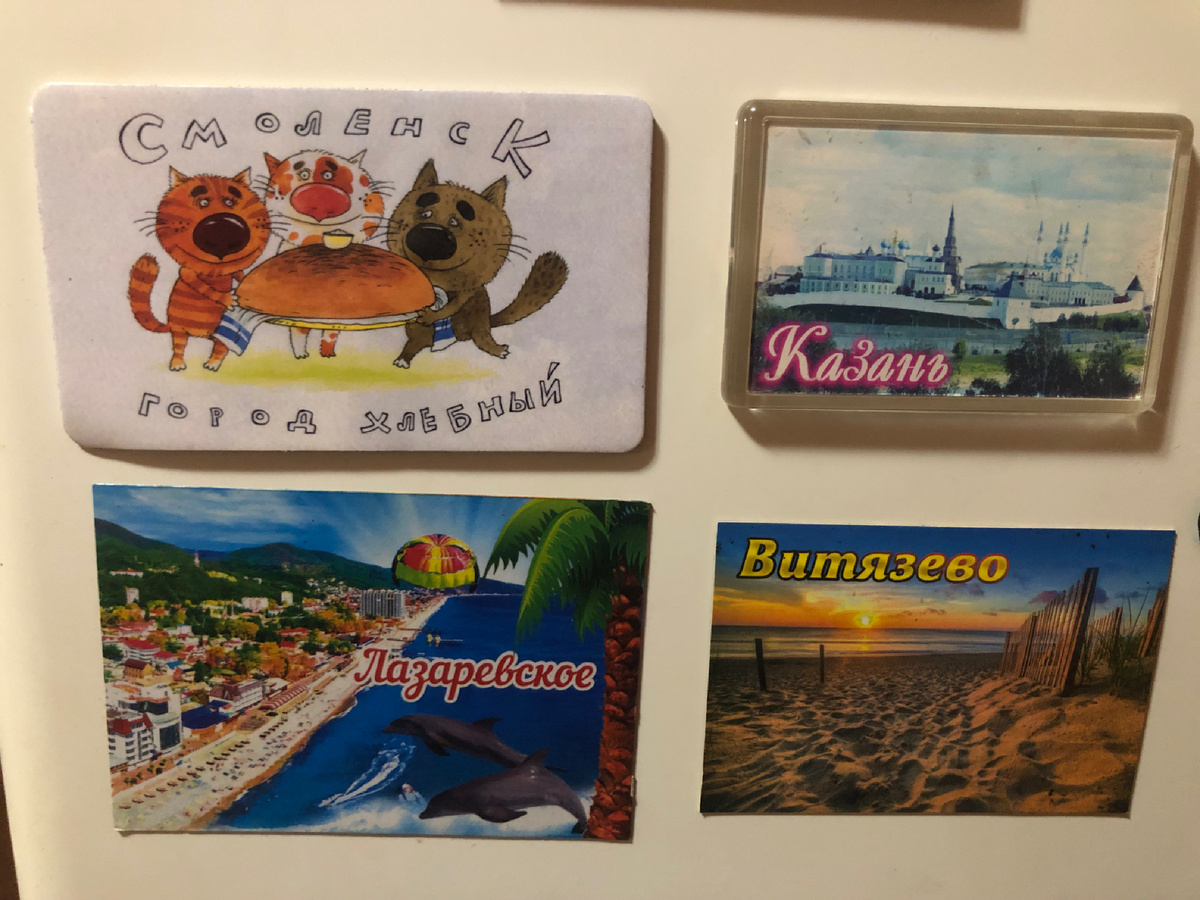 СМОЛЕНСК
ГОРОД ХЛЕБНЫЙ
Казань
Лазаревское
Витязево